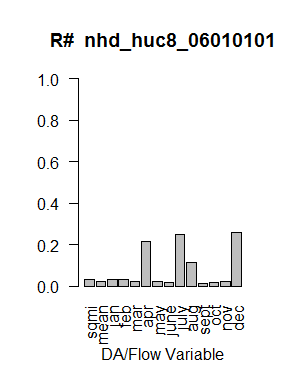 R# nhd_huc8_06010101
1.0
0.8
0.6
0.4
0.2
0.0
sqmi
mean
jan
feb
mar
apr
may
june
july
aug
sept
oct
nov
dec
DA/Flow Variable